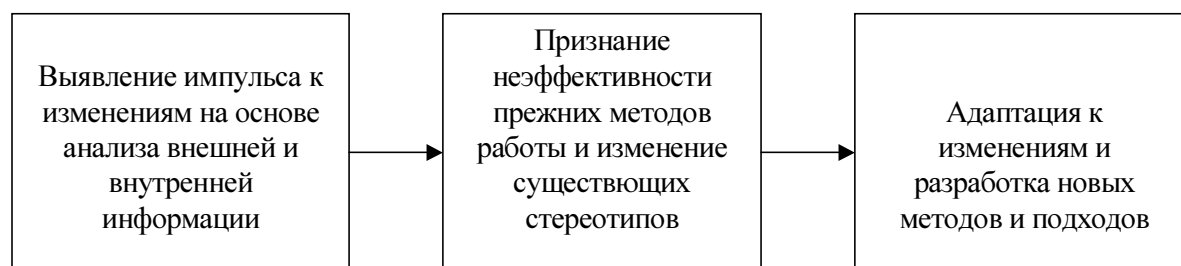 Выявление импульса к
изменениям на основе
анализа внешней и
внутренней
информации
Признание
неэффективности
прежних методов
работы и изменение
существющих
стереотипов
Адаптация к
изменениям и
разработка новых
методов и подходов